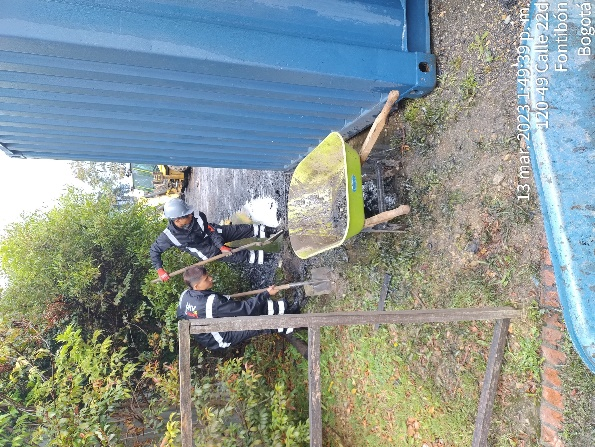 13 mar. 2023 1:49:39 p. m.
120-49 Calle 22d
Fontibón
Bogotá